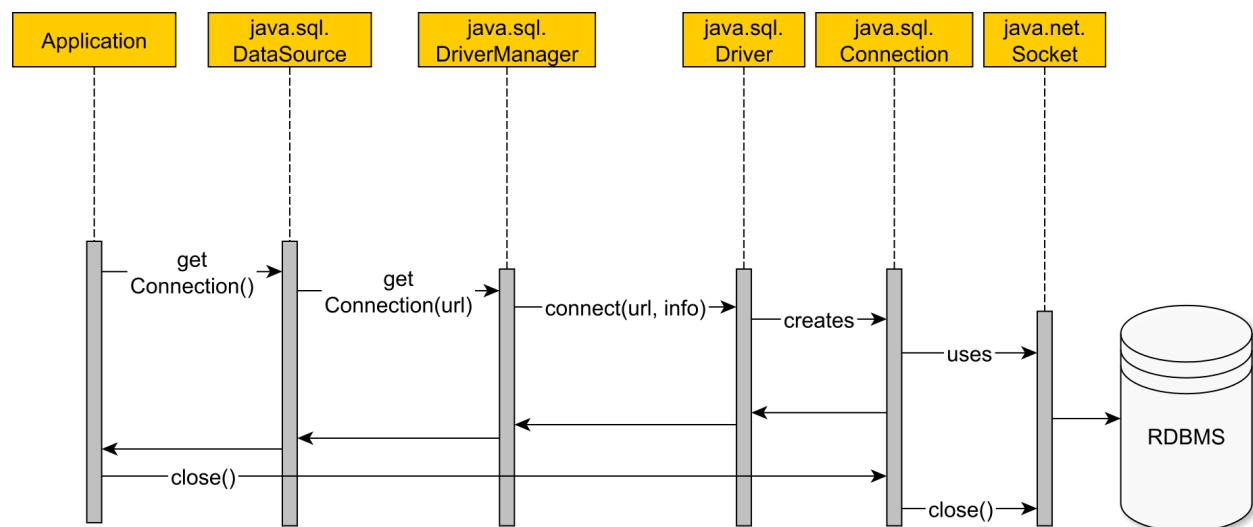 Application
java.sql.
DataSource
java.sql.
DriverManager
java.sql.
Driver
java.sql.
Connection
java.net.
Socket
get
Connection()
get
Connection(url)
connect(url, info)
creates
uses
RDBMS
close()
close()